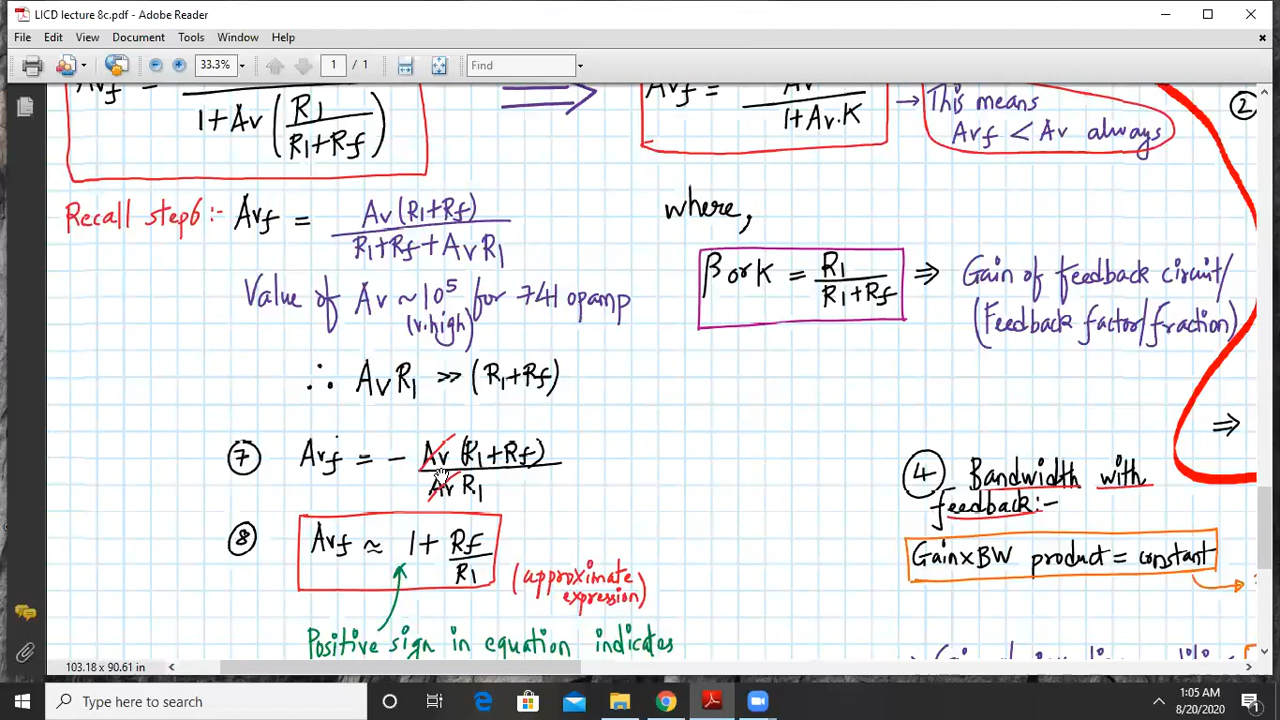 LICD lecture 8c.pdf - Adobe Reader
File Edit View Document Tools Window Help
33.3% 1 / 1 Find
Avf =
1+Av (R1 / R1+Rf)
Avf = Av / 1+Av.K
→ This means
Avf < Av always
2
Recall step6:- Avf = Av(R1+Rf) / R1+Rf+AvR1
where,
Value of Av ~10^5 for 741 opamp
(v.high)
β or K = R1 / R1+Rf ⇒ Gain of feedback circuit/
(Feedback factor/fraction)
∴ AvR1 >> (R1+Rf)
⇒
7 Avf = - Av(R1+Rf) / AvR1
8 Avf ≈ 1+ Rf / R1
(approximate
expression)
Positive sign in equation indicates
4 Bandwidth with
feedback:-
Gain×BW product = constant
103.18 x 90.61 in
Type here to search
1:05 AM
8/20/2020